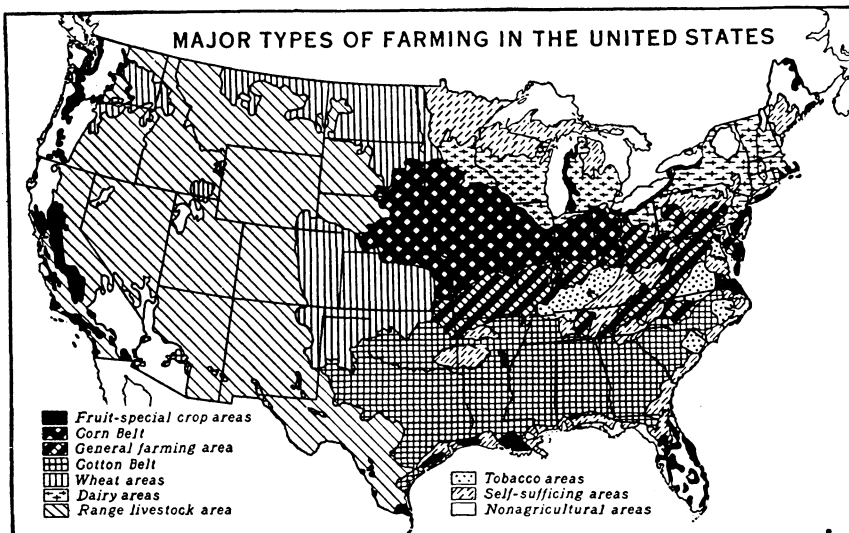 MAJOR TYPES OF FARMING IN THE UNITED STATES
Fruit-special crop areas
Corn Belt
General farming area
Cotton Belt
Wheat areas
Dairy areas
Range livestock area
Tobacco areas
Self-sufficing areas
Nonagricultural areas